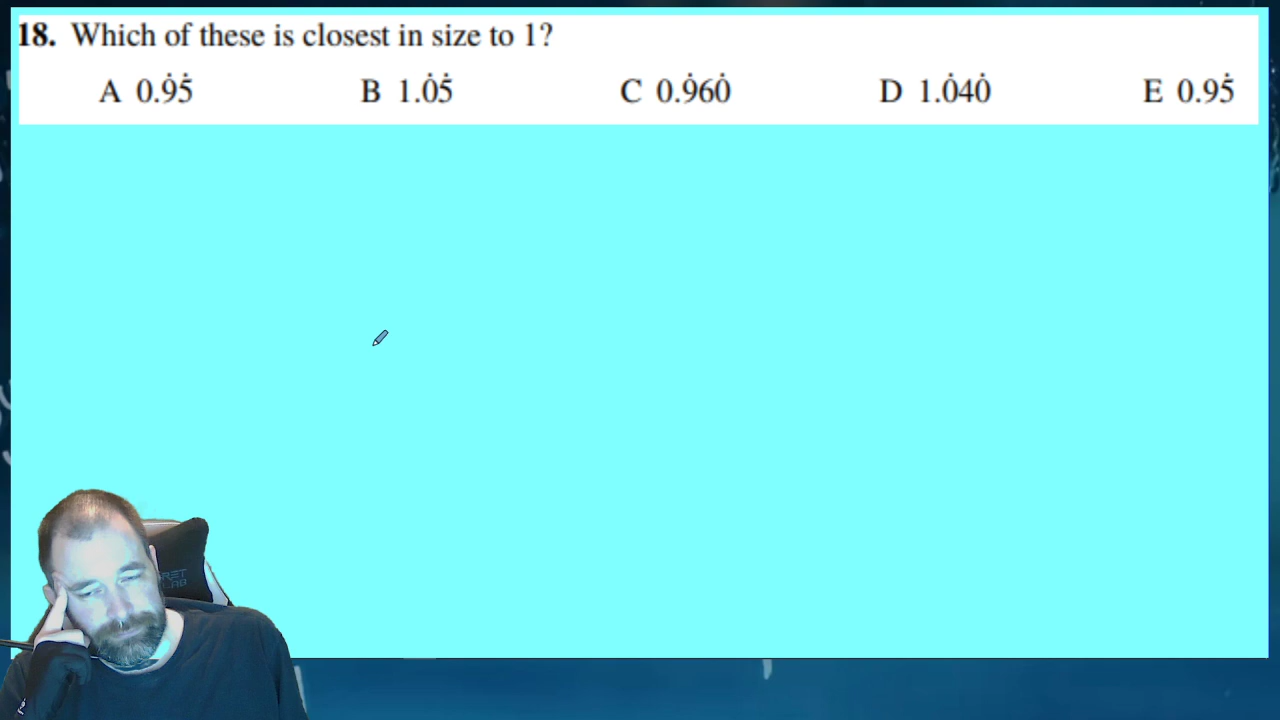 18. Which of these is closest in size to 1?
A 0.9̇5̇ B 1.0̇5̇ C 0.9̇60̇ D 1.0̇40̇ E 0.95̇